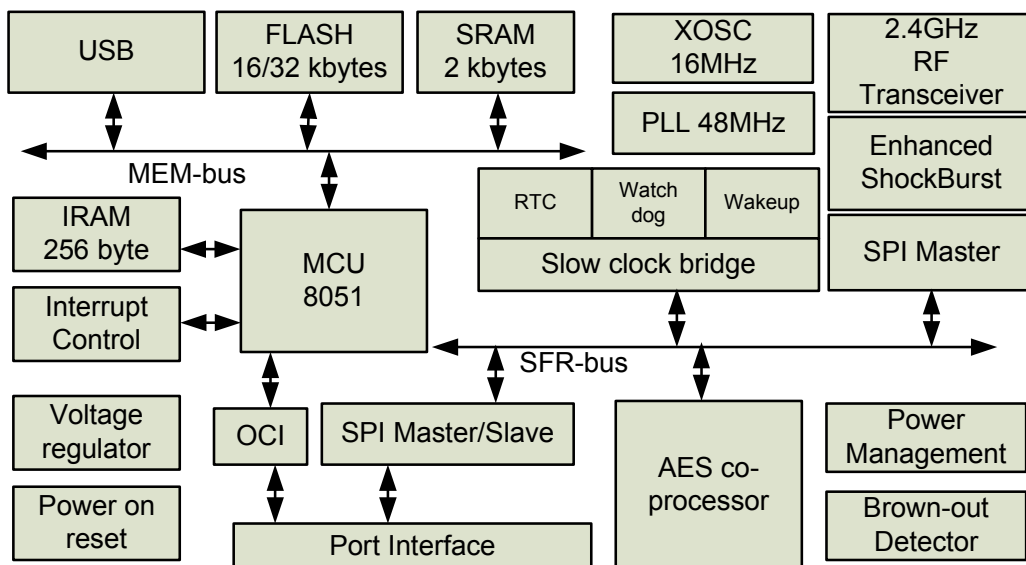 USB
FLASH
16/32 kbytes
SRAM
2 kbytes
XOSC
16MHz
2.4GHz
RF
Transceiver
PLL 48MHz
Enhanced
ShockBurst
MEM-bus
RTC
Watch
dog
Wakeup
IRAM
256 byte
MCU
8051
Slow clock bridge
SPI Master
Interrupt
Control
SFR-bus
Voltage
regulator
OCI
SPI Master/Slave
AES co-
processor
Power
Management
Power on
reset
Port Interface
Brown-out
Detector